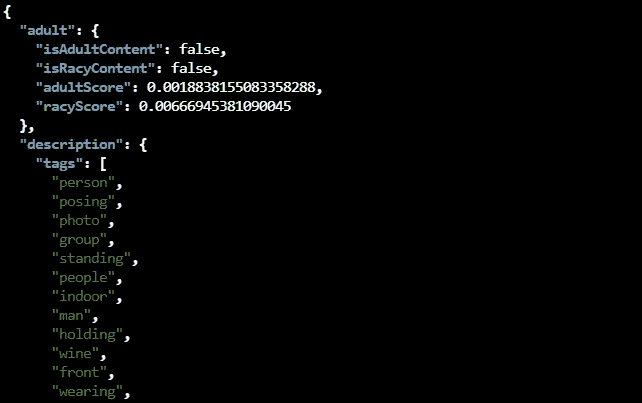 {
  "adult": {
    "isAdultContent": false,
    "isRacyContent": false,
    "adultScore": 0.0018838155083358288,
    "racyScore": 0.00666945381090045
  },
  "description": {
    "tags": [
      "person",
      "posing",
      "photo",
      "group",
      "standing",
      "people",
      "indoor",
      "man",
      "holding",
      "wine",
      "front",
      "wearing",